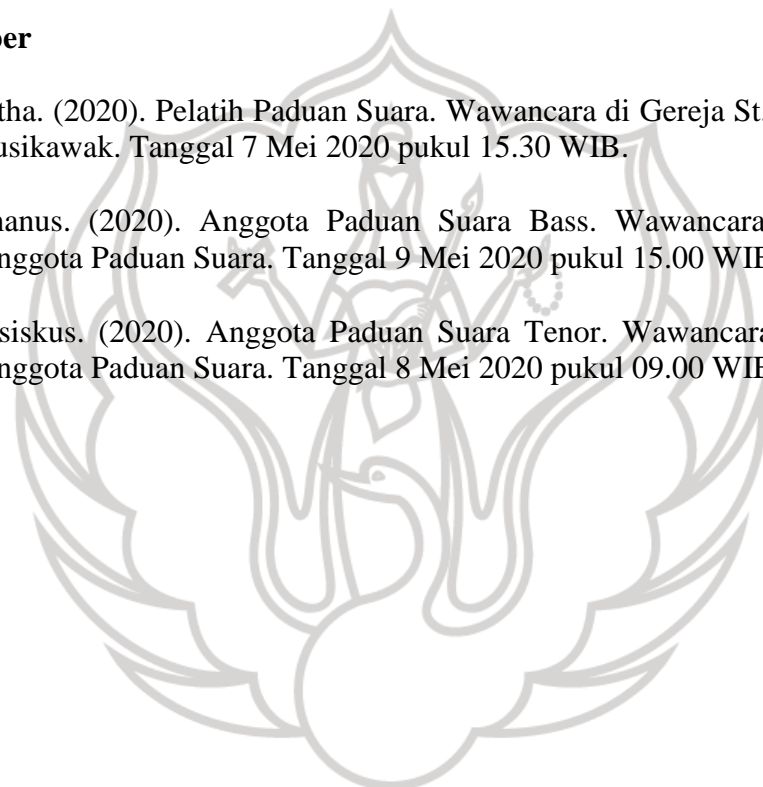 ber
tha. (2020). Pelatih Paduan Suara. Wawancara di Gereja St.
usikawak. Tanggal 7 Mei 2020 pukul 15.30 WIB.
nanus. (2020). Anggota Paduan Suara Bass. Wawancara
nggota Paduan Suara. Tanggal 9 Mei 2020 pukul 15.00 WIB
siskus. (2020). Anggota Paduan Suara Tenor. Wawancara
nggota Paduan Suara. Tanggal 8 Mei 2020 pukul 09.00 WIB